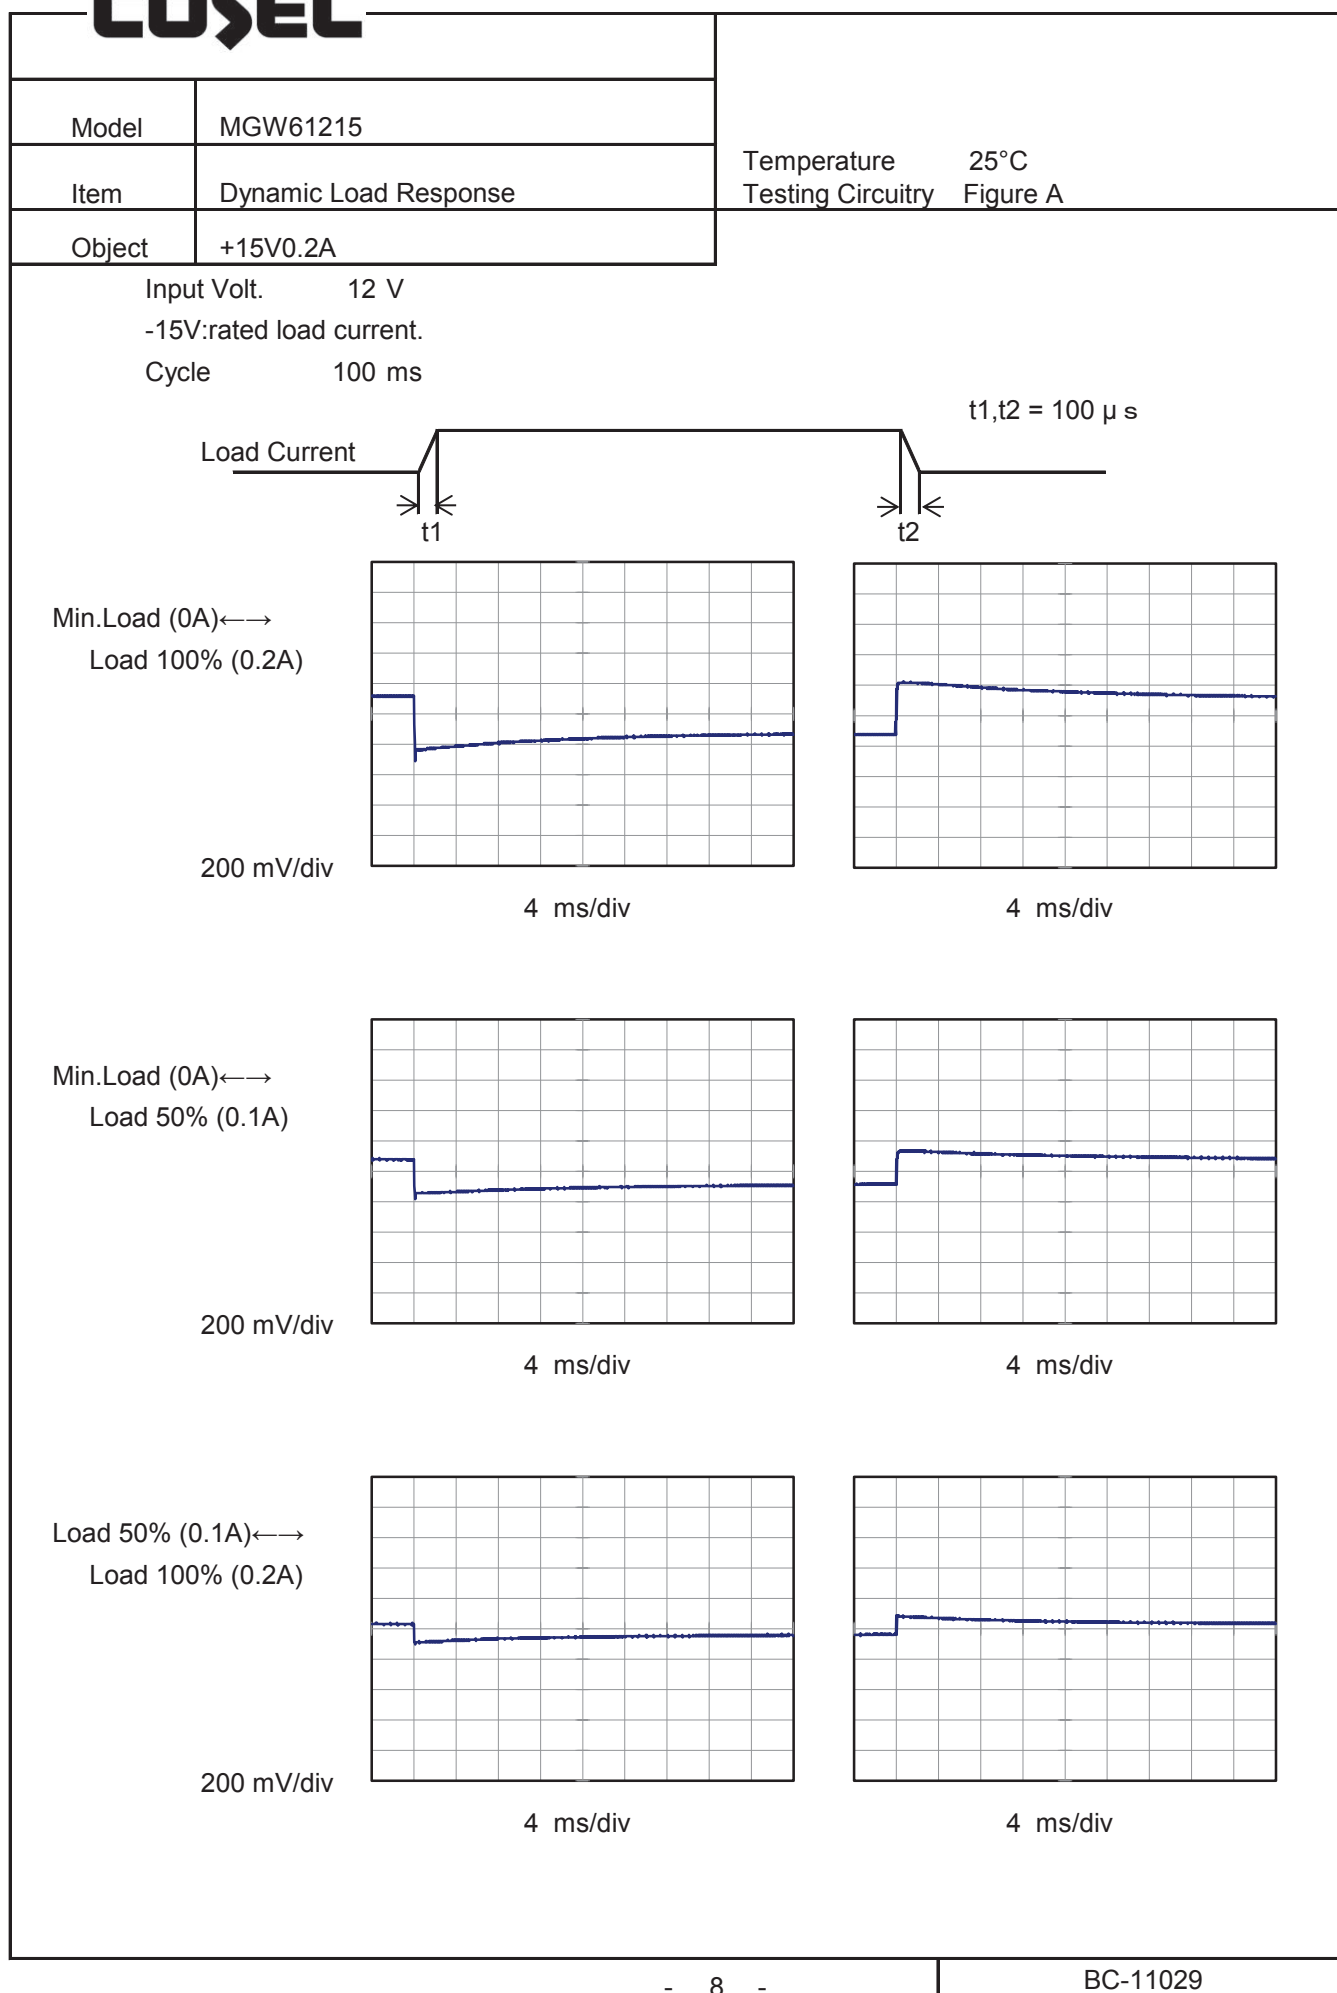 COSEL
Model MGW61215
Item Dynamic Load Response
Temperature 25°C
Testing Circuitry Figure A
Object +15V0.2A
Input Volt. 12 V
-15V:rated load current.
Cycle 100 ms
t1,t2 = 100 μs
Load Current
t1 t2
Min.Load (0A)←→
Load 100% (0.2A)
200 mV/div
4 ms/div 4 ms/div
Min.Load (0A)←→
Load 50% (0.1A)
200 mV/div
4 ms/div 4 ms/div
Load 50% (0.1A)←→
Load 100% (0.2A)
200 mV/div
4 ms/div 4 ms/div
- 8 -
BC-11029